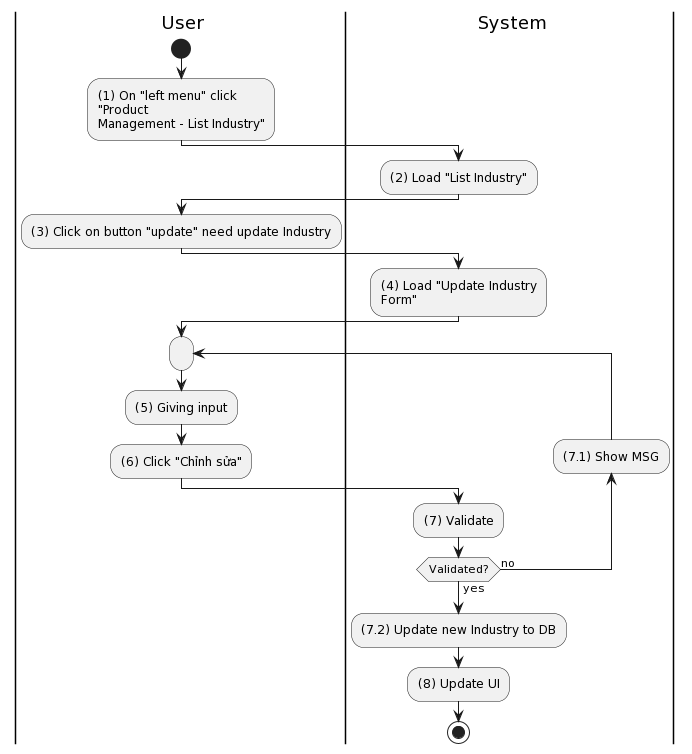 User
System
(1) On "left menu" click
"Product
Management - List Industry"
(2) Load "List Industry"
(3) Click on button "update" need update Industry
(4) Load "Update Industry
Form"
(5) Giving input
(6) Click "Chỉnh sửa"
(7.1) Show MSG
(7) Validate
Validated?
no
yes
(7.2) Update new Industry to DB
(8) Update UI